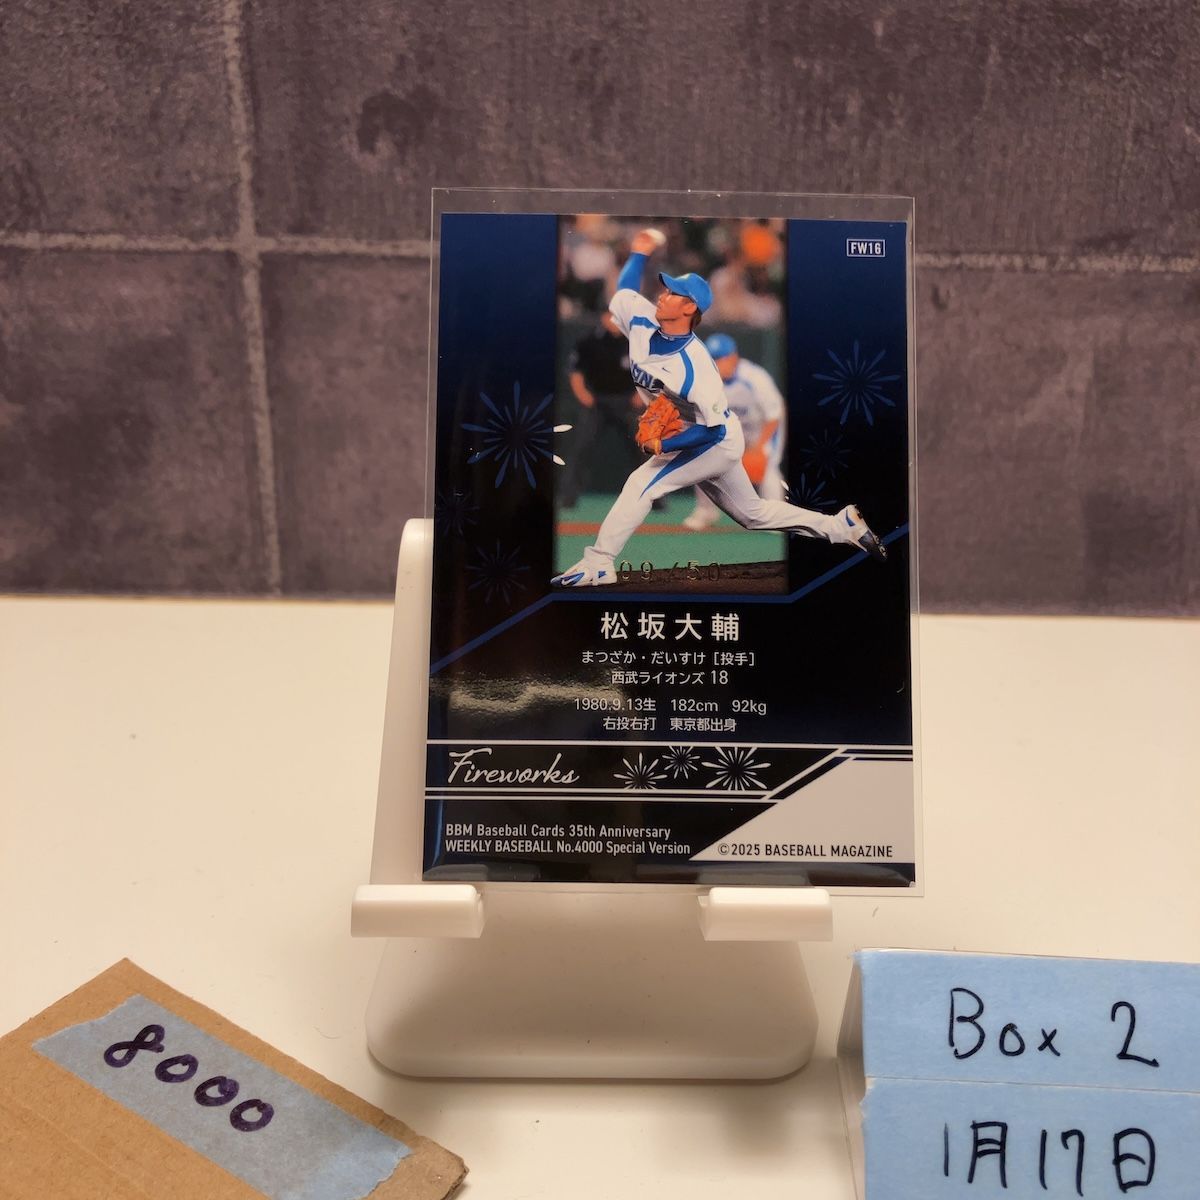 FW16
09/50
松坂大輔
まつざか・だいすけ［投手］
西武ライオンズ 18
1980.9.13生 182cm 92kg
右投右打 東京都出身
Fireworks
BBM Baseball Cards 35th Anniversary
WEEKLY BASEBALL No.4000 Special Version
©2025 BASEBALL MAGAZINE
8000
Box 2
1月17日